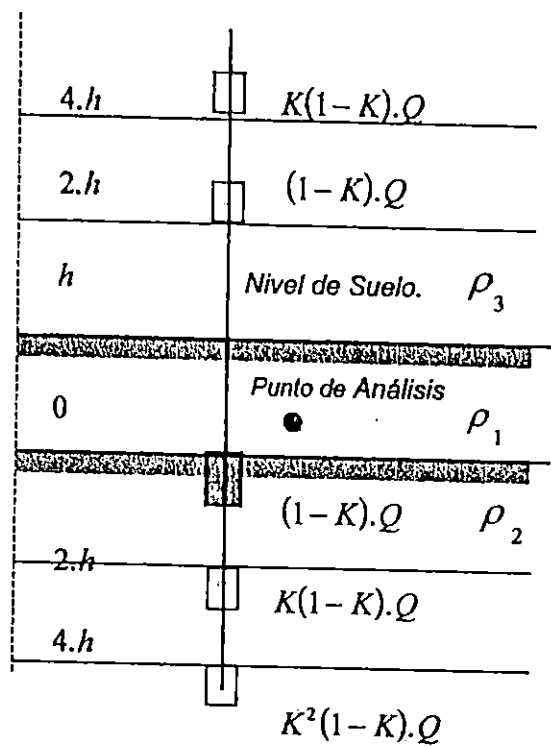 4.h K(1−K).Q
2.h (1−K).Q
h Nivel de Suelo. ρ₃
0 Punto de Análisis ρ₁
(1−K).Q ρ₂
2.h K(1−K).Q
4.h
K²(1−K).Q